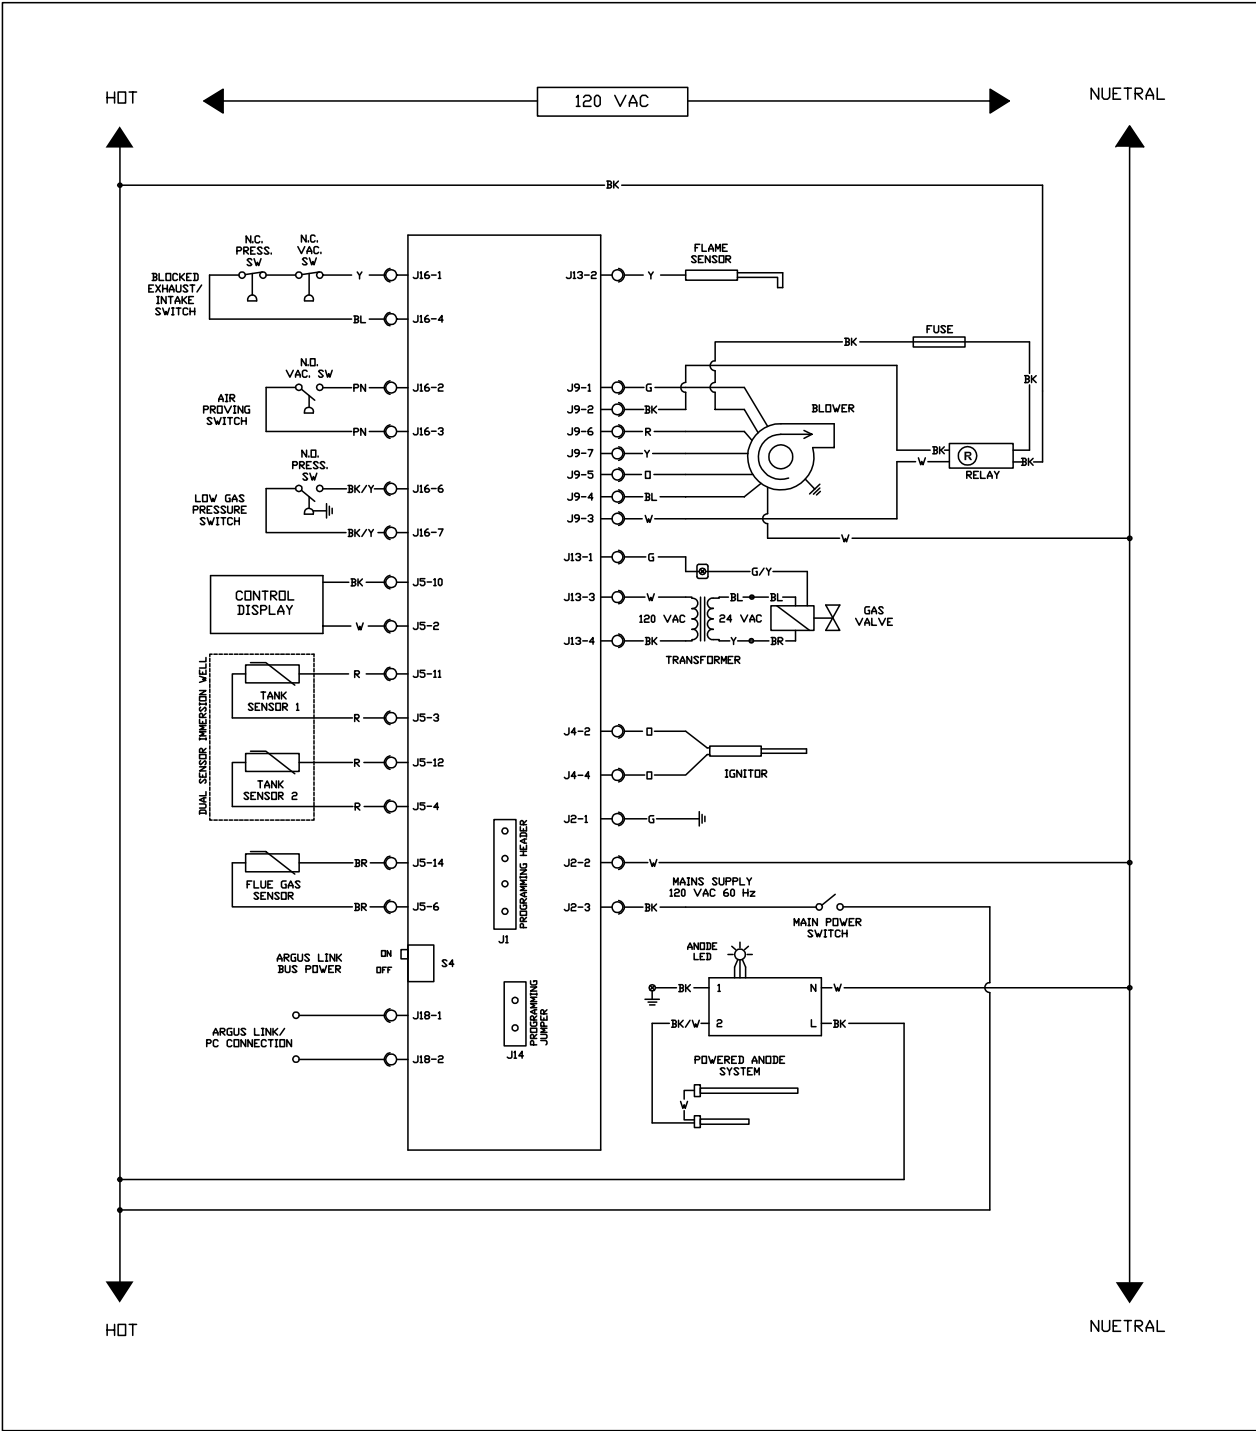 HOT
120 VAC
NUETRAL
BK
N.C.
PRESS.
SW
N.C.
VAC.
SW
BLOCKED
EXHAUST/
INTAKE
SWITCH
Y
J16-1
BL
J16-4
N.O.
VAC. SW
AIR
PROVING
SWITCH
PN
J16-2
PN
J16-3
N.O.
PRESS.
SW
LOW GAS
PRESSURE
SWITCH
BK/Y
J16-6
BK/Y
J16-7
CONTROL
DISPLAY
BK
J5-10
W
J5-2
DUAL SENSOR IMMERSION WELL
TANK
SENSOR 1
R
J5-11
R
J5-3
TANK
SENSOR 2
R
J5-12
R
J5-4
FLUE GAS
SENSOR
BR
J5-14
BR
J5-6
ARGUS LINK
BUS POWER
ON
OFF
S4
ARGUS LINK/
PC CONNECTION
J18-1
J18-2
PROGRAMMING HEADER
J1
PROGRAMMING
JUMPER
J14
J13-2
Y
FLAME
SENSOR
FUSE
BK
BK
J9-1
G
J9-2
BK
J9-6
R
J9-7
Y
J9-5
O
J9-4
BL
J9-3
W
BLOWER
BK
W
R
BK
RELAY
W
J13-1
G
G/Y
J13-3
W
120 VAC
24 VAC
BL
BL
J13-4
BK
Y
BR
TRANSFORMER
GAS
VALVE
J4-2
O
J4-4
O
IGNITOR
J2-1
G
J2-2
W
MAINS SUPPLY
120 VAC 60 Hz
J2-3
BK
MAIN POWER
SWITCH
ANODE
LED
BK
1
N
W
BK/W
2
L
BK
POWERED ANODE
SYSTEM
W
HOT
NUETRAL